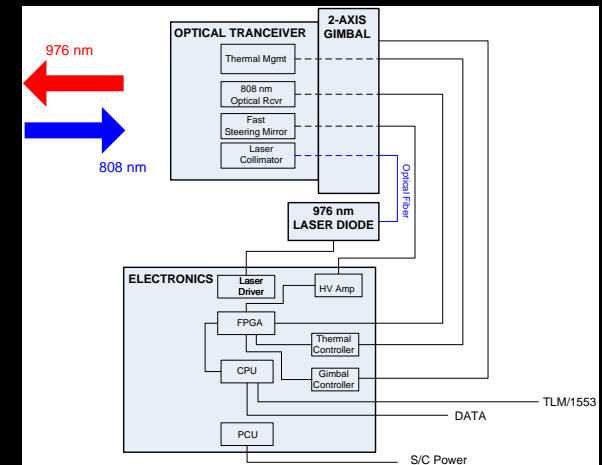 976 nm
808 nm
OPTICAL TRANCEIVER
2-AXIS
GIMBAL
Thermal Mgmt
808 nm
Optical Rcvr
Fast
Steering Mirror
Laser
Collimator
Optical Fiber
976 nm
LASER DIODE
ELECTRONICS
Laser
Driver
HV Amp
FPGA
Thermal
Controller
CPU
Gimbal
Controller
TLM/1553
DATA
PCU
S/C Power